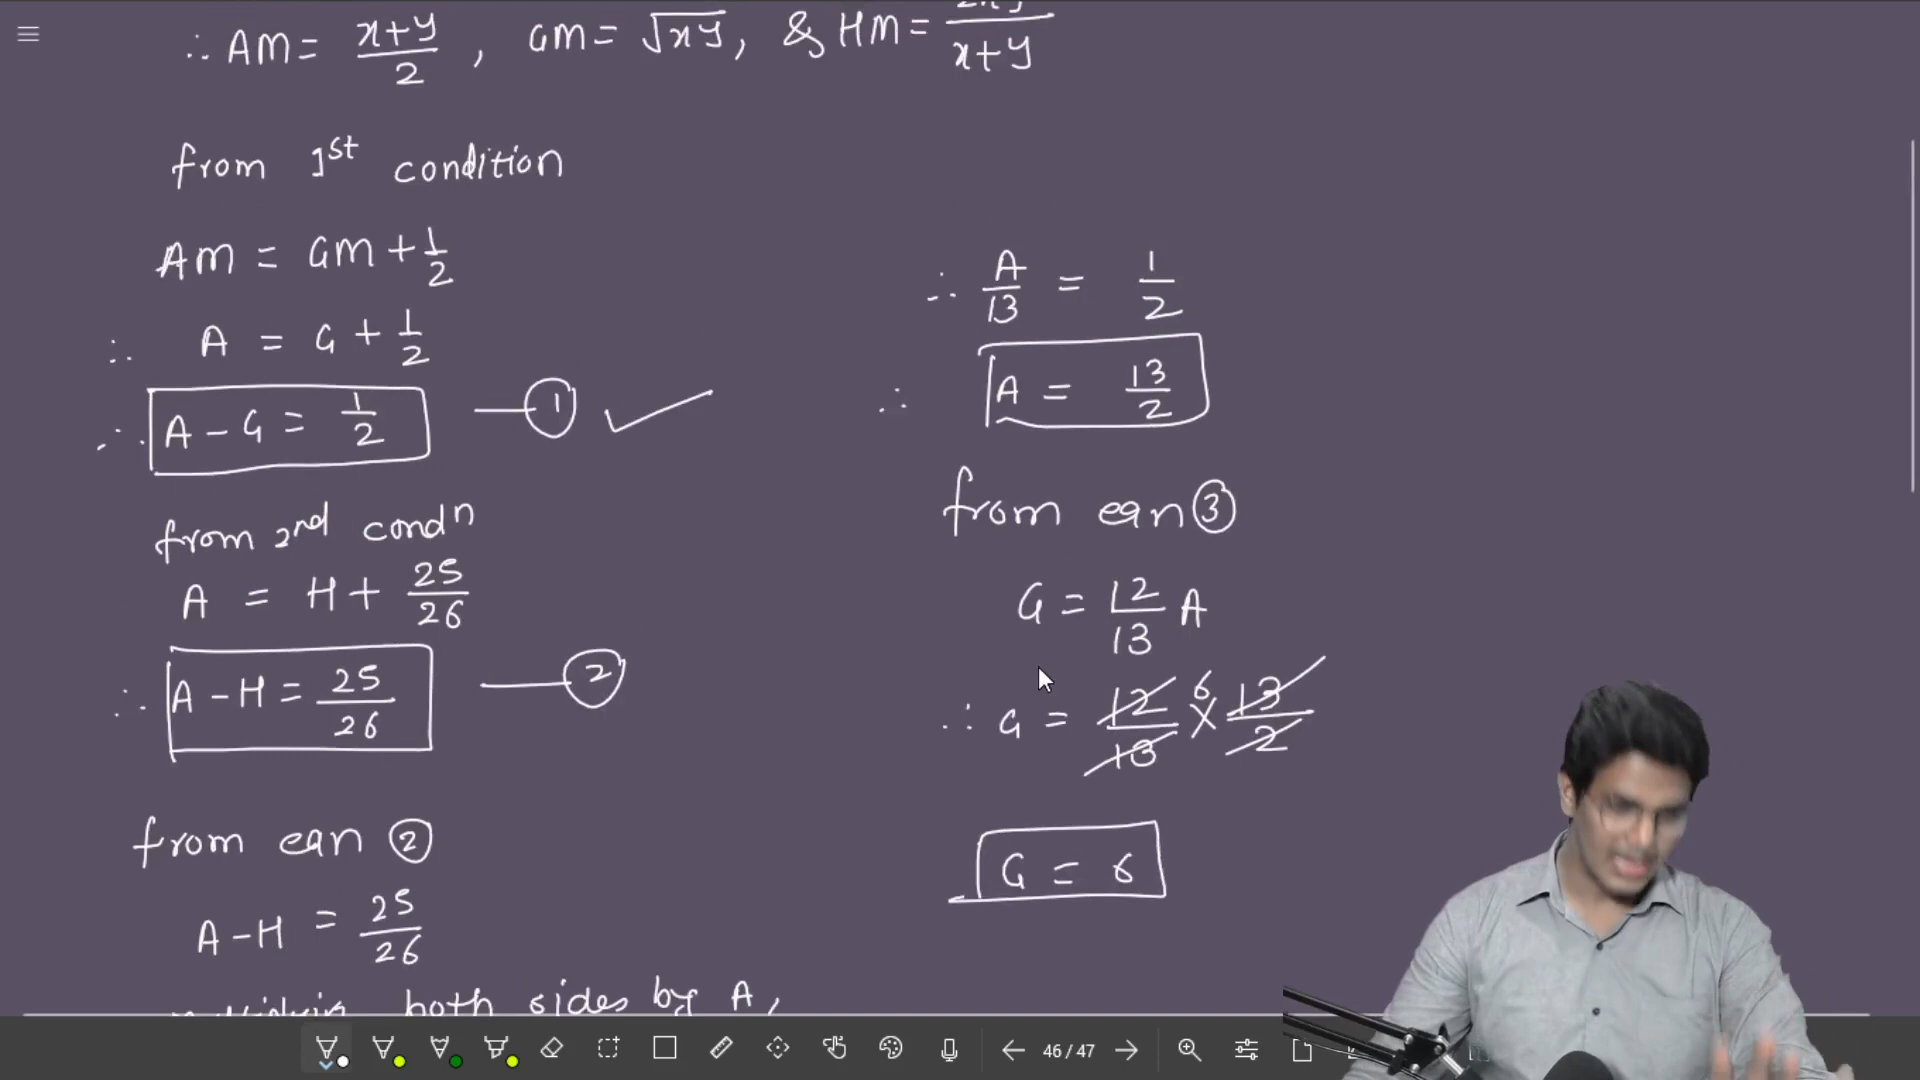 ∴ AM = x+y/2 , GM = √xy, & HM = 2xy/x+y
from 1st condition
AM = GM + 1/2
∴ A = G + 1/2
∴ A - G = 1/2 — ①
from 2nd condn
A = H + 25/26
∴ A - H = 25/26 — ②
from eqn ②
A - H = 25/26
both sides by A,
∴ A/13 = 1/2
∴ A = 13/2
from eqn ③
G = 12/13 A
∴ G = 12/13 6 × 13/2
G = 6
46 / 47